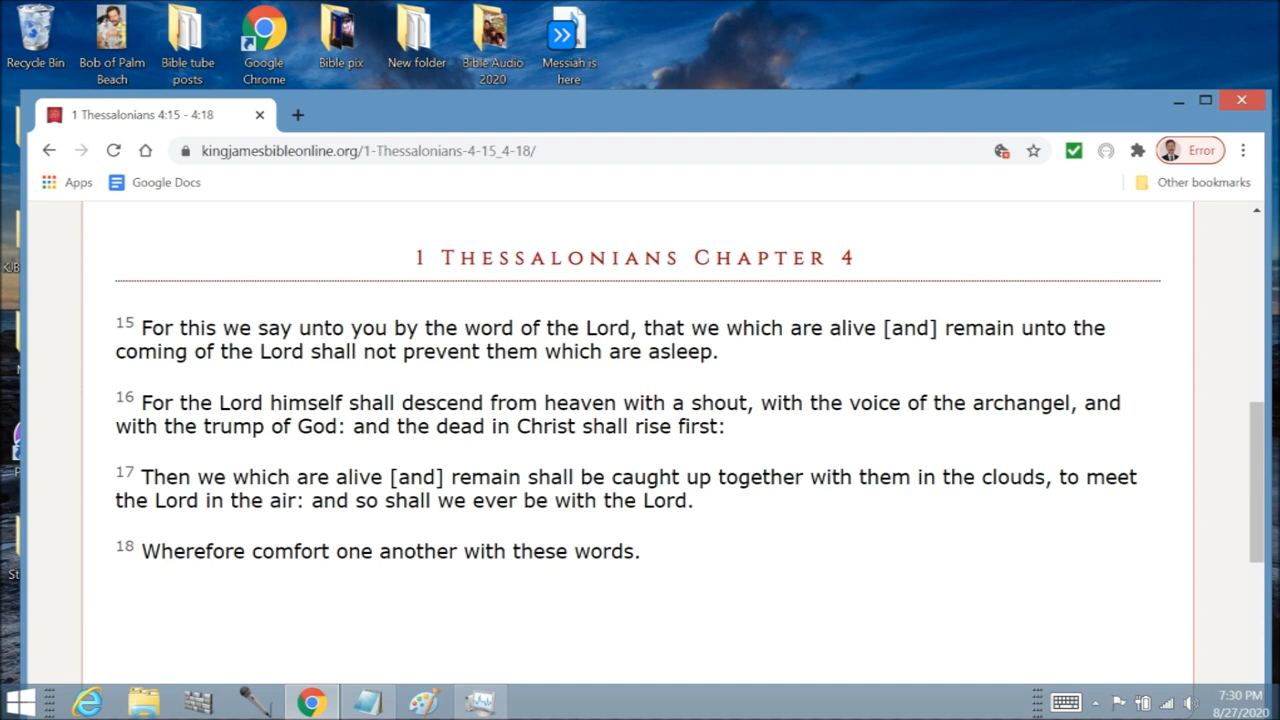 Recycle Bin
Bob of Palm
Beach
Bible tube
posts
Google
Chrome
Bible pix
New folder
Bible Audio
2020
Messiah is
here
1 Thessalonians 4:15 - 4:18
kingjamesbibleonline.org/1-Thessalonians-4-15_4-18/
Error
Apps
Google Docs
Other bookmarks
1 Thessalonians Chapter 4
15 For this we say unto you by the word of the Lord, that we which are alive [and] remain unto the
coming of the Lord shall not prevent them which are asleep.
16 For the Lord himself shall descend from heaven with a shout, with the voice of the archangel, and
with the trump of God: and the dead in Christ shall rise first:
17 Then we which are alive [and] remain shall be caught up together with them in the clouds, to meet
the Lord in the air: and so shall we ever be with the Lord.
18 Wherefore comfort one another with these words.
7:30 PM
8/27/2020